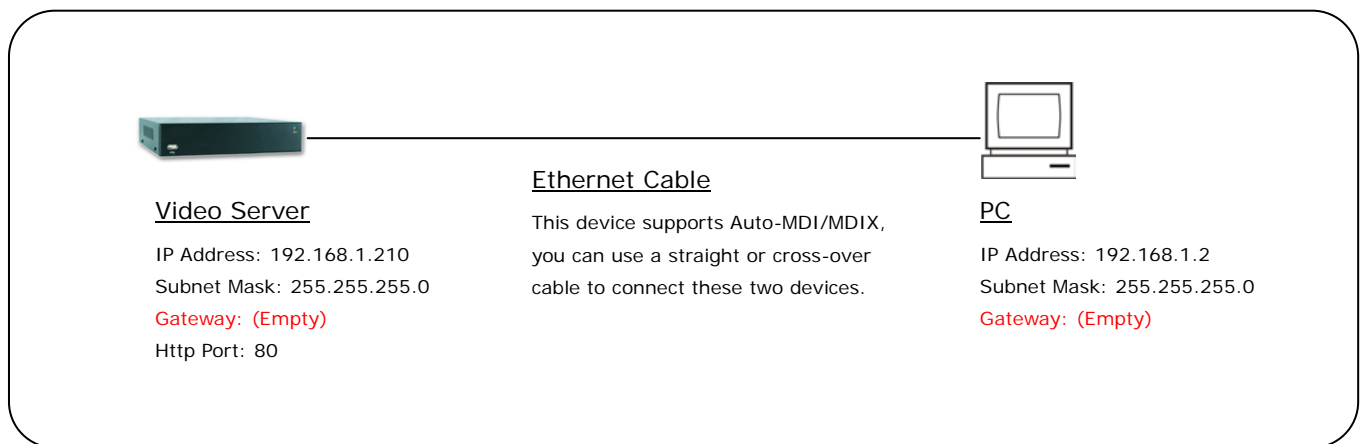 Video Server
IP Address: 192.168.1.210
Subnet Mask: 255.255.255.0
Gateway: (Empty)
Http Port: 80
Ethernet Cable
This device supports Auto-MDI/MDIX,
you can use a straight or cross-over
cable to connect these two devices.
PC
IP Address: 192.168.1.2
Subnet Mask: 255.255.255.0
Gateway: (Empty)